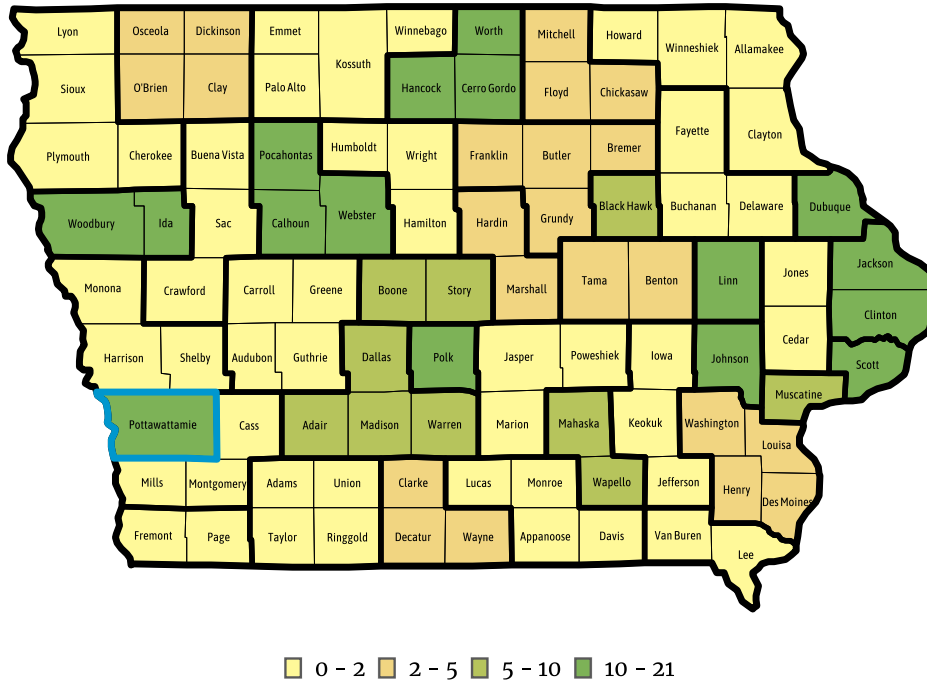 Lyon Osceola Dickinson Emmet Winnebago Worth Mitchell Howard Winneshiek Allamakee
Kossuth
Sioux O'Brien Clay Palo Alto Hancock Cerro Gordo Floyd Chickasaw
Fayette Clayton
Plymouth Cherokee Buena Vista Pocahontas Humboldt Wright Franklin Butler Bremer
Woodbury Ida Sac Calhoun Webster Hamilton Hardin Grundy Black Hawk Buchanan Delaware Dubuque
Monona Crawford Carroll Greene Boone Story Marshall Tama Benton Linn Jones Jackson
Clinton
Harrison Shelby Audubon Guthrie Dallas Polk Jasper Poweshiek Iowa Johnson Cedar Scott
Muscatine
Pottawattamie Cass Adair Madison Warren Marion Mahaska Keokuk Washington Louisa
Mills Montgomery Adams Union Clarke Lucas Monroe Wapello Jefferson Henry Des Moines
Fremont Page Taylor Ringgold Decatur Wayne Appanoose Davis Van Buren Lee
0 - 2 2 - 5 5 - 10 10 - 21